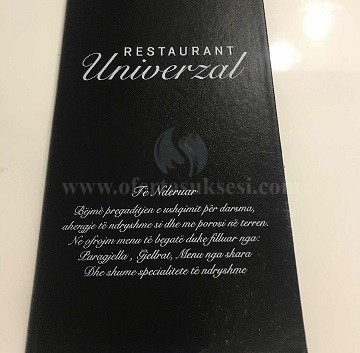 RESTAURANT
Univerzal
Të Nderuar
www.ofertasuksesi.com
Bëjmë pregaditjen e ushqimit për darsma,
ahengje të ndryshme si dhe me porosi në terren.
Ne ofrojm menu të begatë duke filluar nga:
Paragjella , Gjellrat, Menu nga skara
Dhe shume specialitete të ndryshme